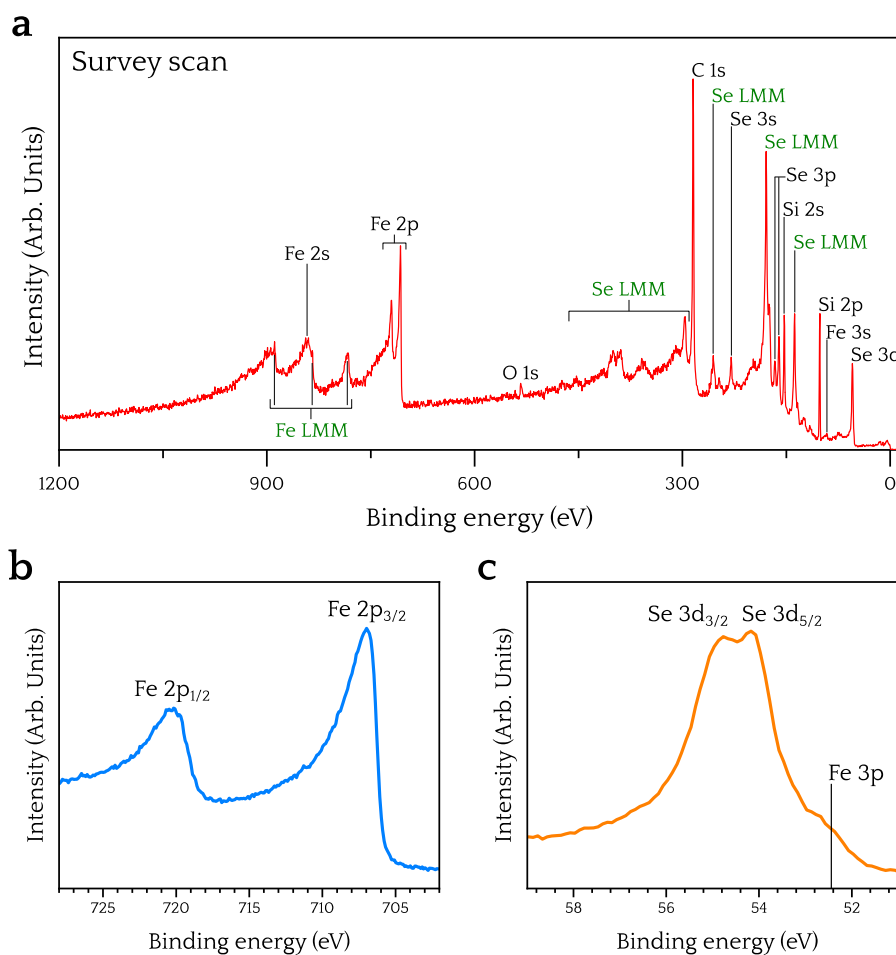 a
Survey scan
Intensity (Arb. Units)
C 1s
Se LMM
Se 3s
Se LMM
Se 3p
Si 2s
Fe 2p
Fe 2s
Se LMM
Se LMM
Si 2p
Fe 3s
Se 3d
O 1s
Fe LMM
1200
900
600
300
0
Binding energy (eV)
b
Intensity (Arb. Units)
Fe 2p3/2
Fe 2p1/2
725
720
715
710
705
Binding energy (eV)
c
Intensity (Arb. Units)
Se 3d3/2
Se 3d5/2
Fe 3p
58
56
54
52
Binding energy (eV)